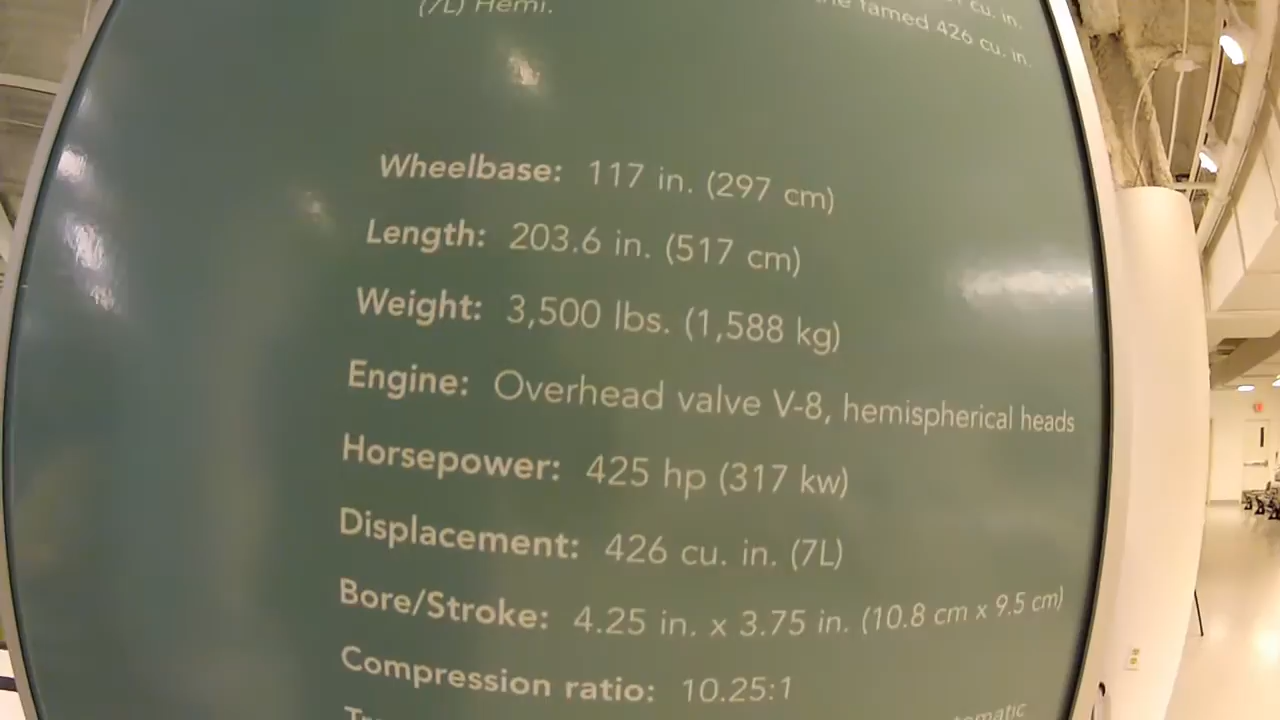 (7L) Hemi.
cu. in.
famed 426 cu. in.
Wheelbase: 117 in. (297 cm)
Length: 203.6 in. (517 cm)
Weight: 3,500 lbs. (1,588 kg)
Engine: Overhead valve V-8, hemispherical heads
Horsepower: 425 hp (317 kw)
Displacement: 426 cu. in. (7L)
Bore/Stroke: 4.25 in. x 3.75 in. (10.8 cm x 9.5 cm)
Compression ratio: 10.25:1